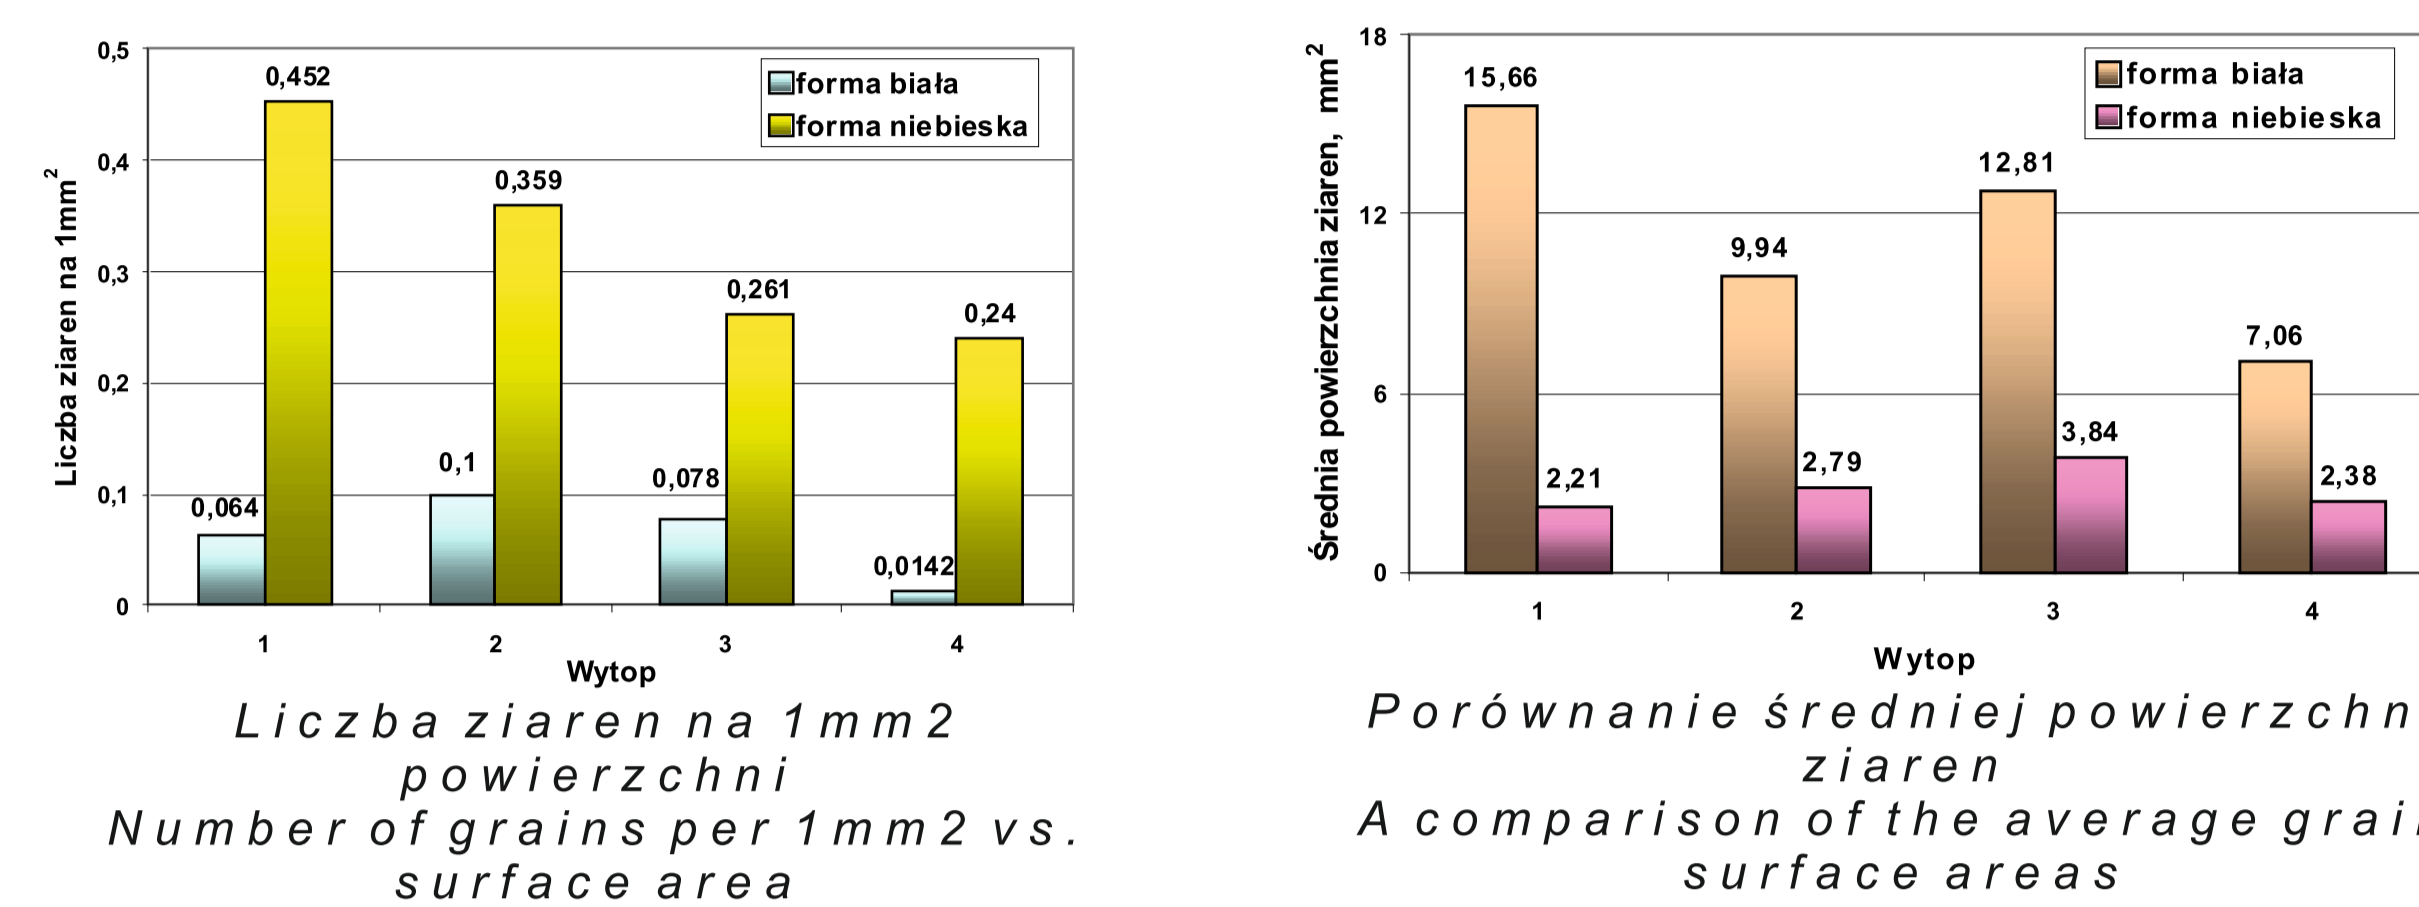 0,5
0,4
0,3
0,2
0,1
0
Liczba ziaren na 1mm2
0,452
0,359
0,261
0,24
0,064
0,1
0,078
0,0142
forma biała
forma niebieska
1 2 3 4
Wytop
Liczba ziaren na 1mm2
powierzchni
Number of grains per 1mm2 vs.
surface area
18
12
6
0
Średnia powierzchnia ziaren, mm2
15,66
9,94
12,81
7,06
2,21
2,79
3,84
2,38
forma biała
forma niebieska
1 2 3 4
Wytop
Porównanie średniej powierzchn
ziaren
A comparison of the average grai
surface areas